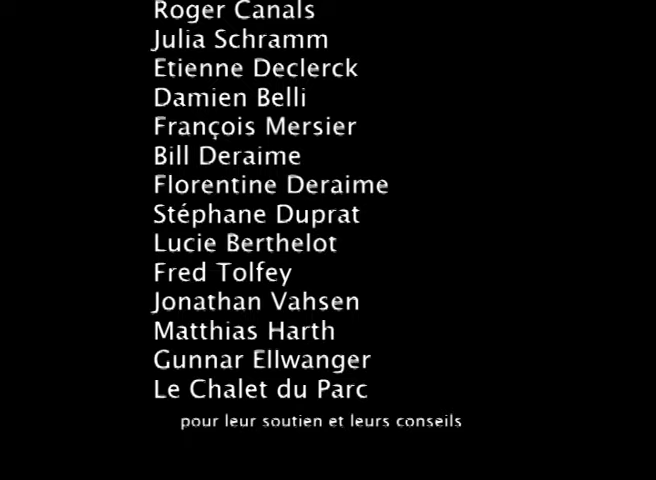 Roger Canals
Julia Schramm
Etienne Declerck
Damien Belli
François Mersier
Bill Deraime
Florentine Deraime
Stéphane Duprat
Lucie Berthelot
Fred Tolfey
Jonathan Vahsen
Matthias Harth
Gunnar Ellwanger
Le Chalet du Parc
pour leur soutien et leurs conseils